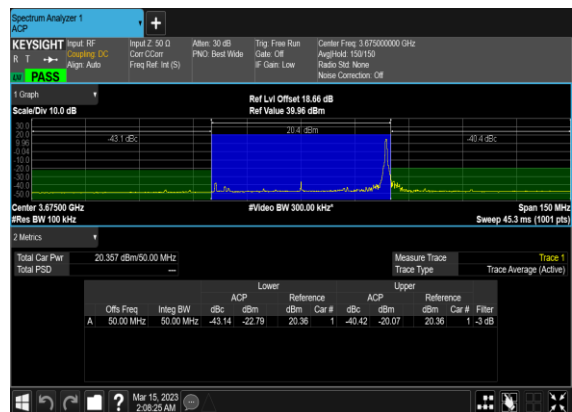 Spectrum Analyzer 1
ACP
+
KEYSIGHT Input: RF Input Z: 50 Ω Atten: 30 dB Trig: Free Run Center Freq: 3.675000000 GHz
R T Coupling: DC Corr CCorr PNO: Best Wide Gate: Off Avg|Hold: 150/150
Align: Auto Freq Ref: Int (S) IF Gain: Low Radio Std: None
PASS Noise Correction: Off
1 Graph Ref Lvl Offset 18.66 dB
Scale/Div 10.0 dB Ref Value 39.96 dBm
30.0
20.0 -43.1 dBc 20.4 dBm -40.4 dBc
9.96
-0.04
-10.0
-20.0
-30.0
-40.0
-50.0
Center 3.67500 GHz #Video BW 300.00 kHz* Span 150 MHz
#Res BW 100 kHz Sweep 45.3 ms (1001 pts)
2 Metrics
Total Car Pwr 20.357 dBm/50.00 MHz Measure Trace Trace 1
Total PSD --- Trace Type Trace Average (Active)
Lower Upper
ACP Reference ACP Reference
Offs Freq Integ BW dBc dBm dBm Car # dBc dBm dBm Car # Filter
A 50.00 MHz 50.00 MHz -43.14 -22.79 20.36 1 -40.42 -20.07 20.36 1 -3 dB
? Mar 15, 2023
2:08:25 AM